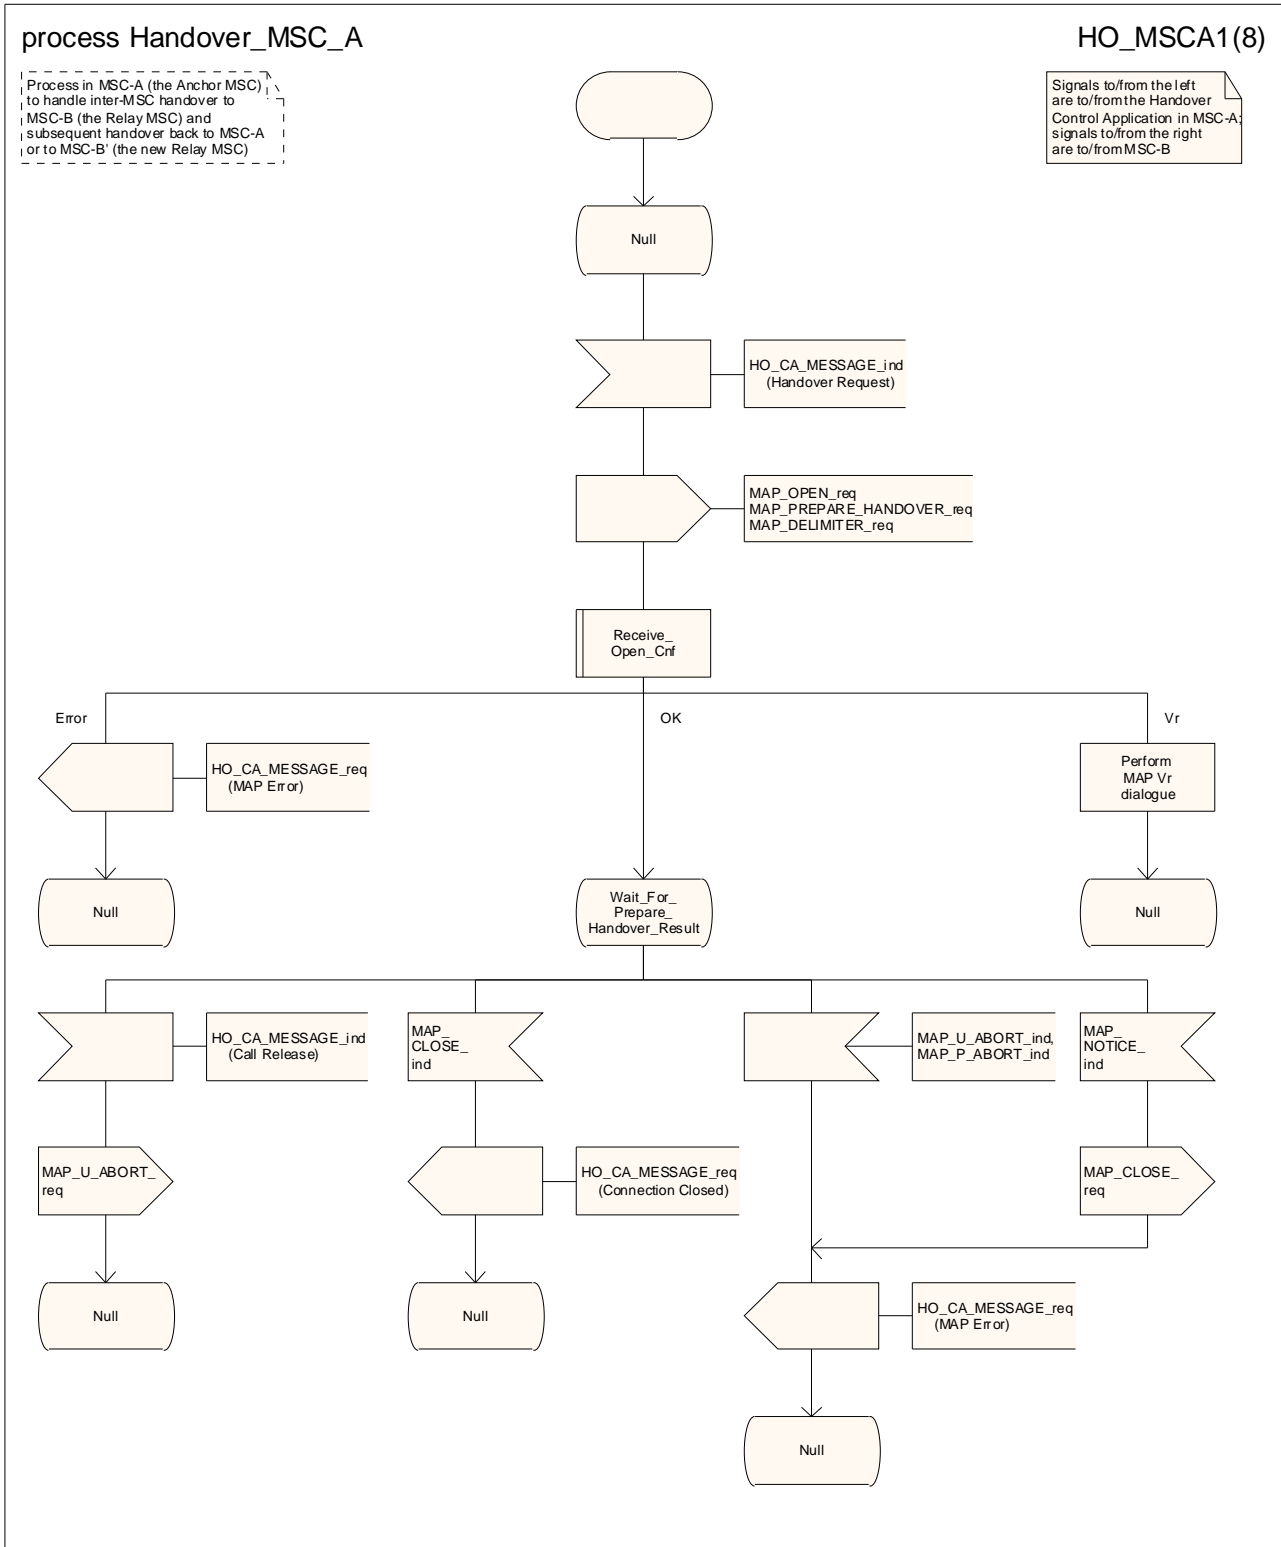 process Handover_MSC_A
HO_MSCA1(8)
Process in MSC-A (the Anchor MSC)
to handle inter-MSC handover to
MSC-B (the Relay MSC) and
subsequent handover back to MSC-A
or to MSC-B' (the new Relay MSC)
Signals to/from the left
are to/from the Handover
Control Application in MSC-A;
signals to/from the right
are to/from MSC-B
Null
HO_CA_MESSAGE_ind
(Handover Request)
MAP_OPEN_req
MAP_PREPARE_HANDOVER_req
MAP_DELIMITER_req
Receive_
Open_Cnf
Error
OK
Vr
HO_CA_MESSAGE_req
(MAP Error)
Perform
MAP Vr
dialogue
Null
Wait_For_
Prepare_
Handover_Result
Null
HO_CA_MESSAGE_ind
(Call Release)
MAP_
CLOSE_
ind
MAP_U_ABORT_ind,
MAP_P_ABORT_ind
MAP_
NOTICE_
ind
MAP_U_ABORT_
req
HO_CA_MESSAGE_req
(Connection Closed)
MAP_CLOSE_
req
Null
Null
HO_CA_MESSAGE_req
(MAP Error)
Null